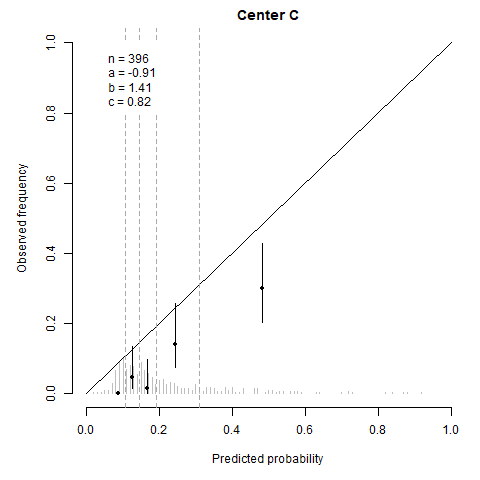 Center C
n = 396
a = -0.91
b = 1.41
c = 0.82
Observed frequency
1.0
0.8
0.6
0.4
0.2
0.0
0.0 0.2 0.4 0.6 0.8 1.0
Predicted probability